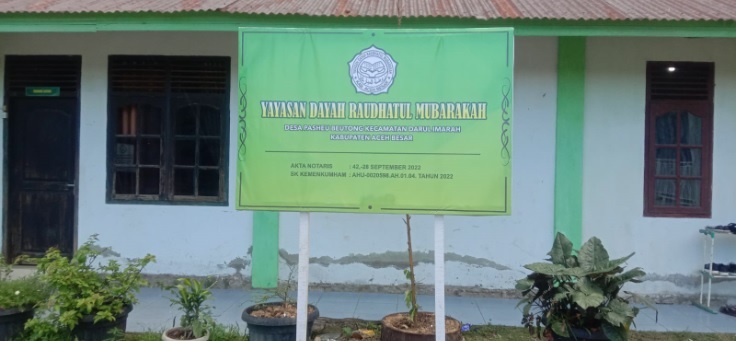 YAYASAN DAYAH RAUDHATUL MUBARAKAH
DESA PASHEU BEUTONG KECAMATAN DARUL IMARAH
KABUPATEN ACEH BESAR
AKTA NOTARIS : 42,-28 SEPTEMBER 2022
SK KEMENKUMHAM : AHU-0020598.AH.01.04. TAHUN 2022